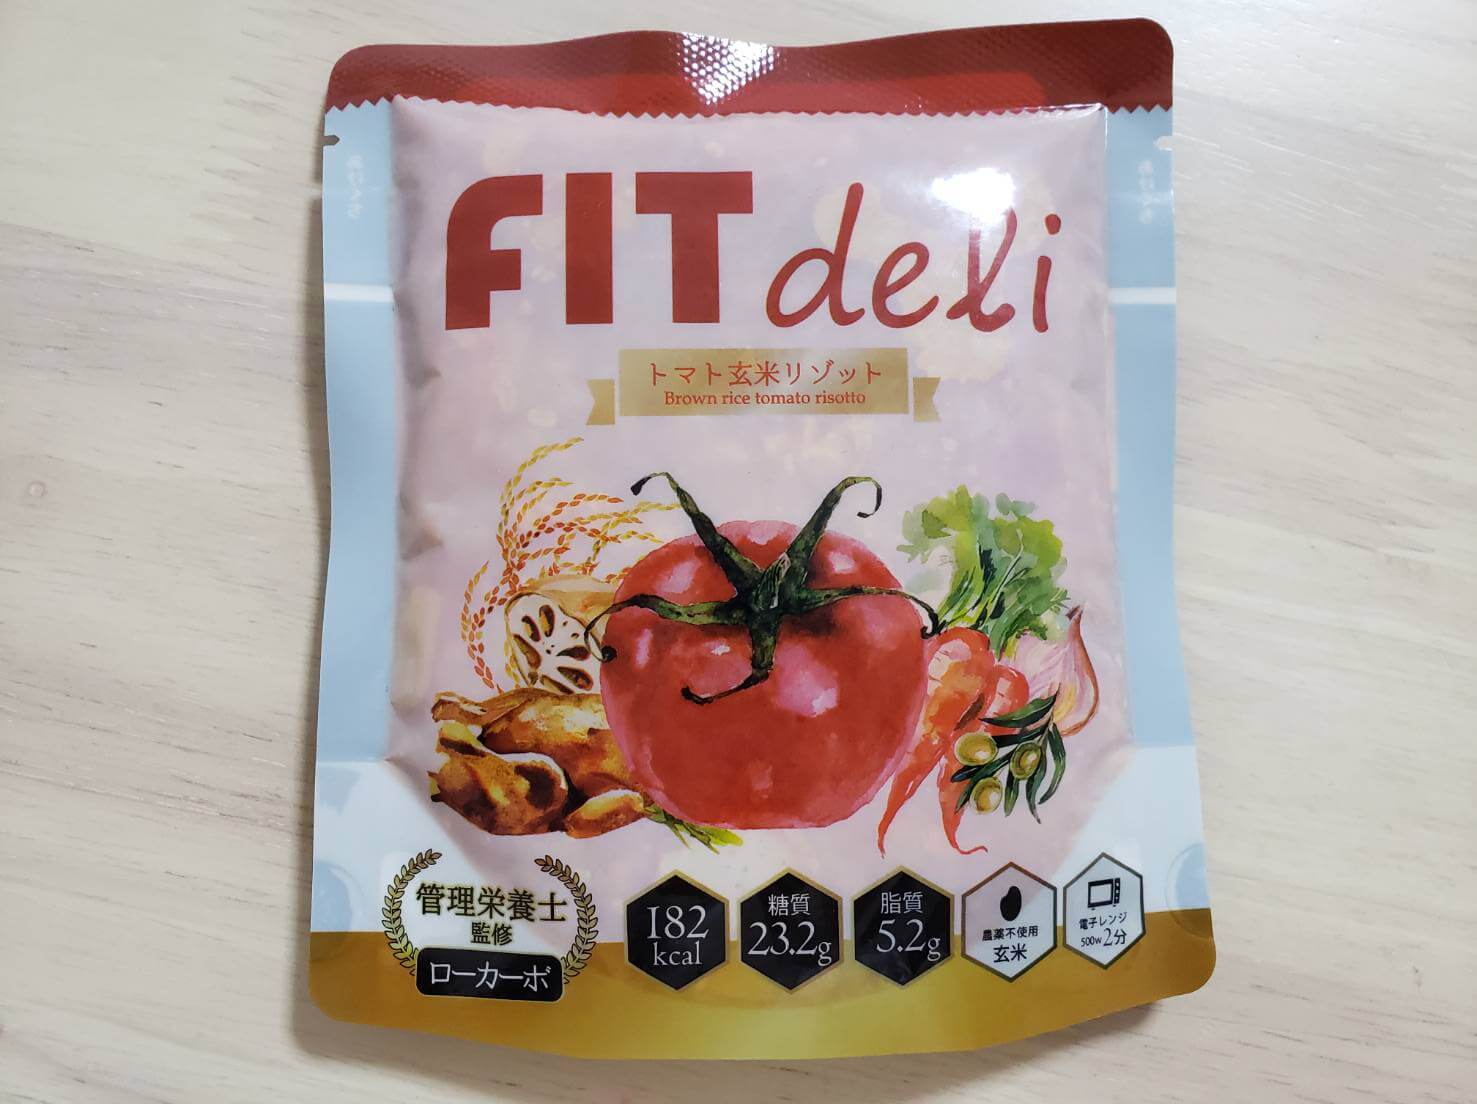 FIT deli
トマト玄米リゾット
Brown rice tomato risotto
管理栄養士
監修
ローカーボ
182
kcal
糖質
23.2g
脂質
5.2g
農薬不使用
玄米
電子レンジ
500w 2分